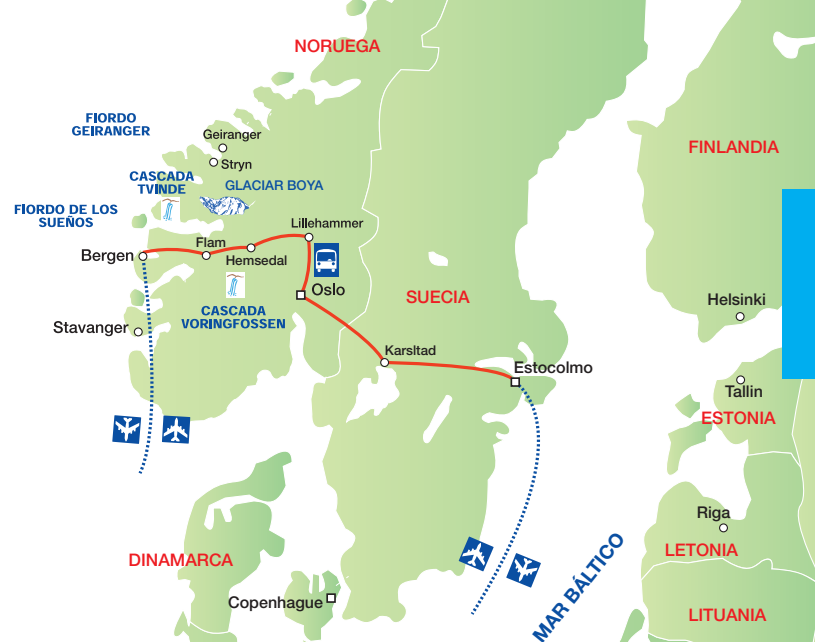 NORUEGA
FIORDO
GEIRANGER
Geiranger
Stryn
FINLANDIA
CASCADA
TVINDE
GLACIAR BOYA
FIORDO DE LOS
SUEÑOS
Lillehammer
Bergen
Flam
Hemsedal
Oslo
SUECIA
Helsinki
CASCADA
VORINGFOSSEN
Stavanger
Karsltad
Estocolmo
Tallin
ESTONIA
Riga
LETONIA
DINAMARCA
MAR BÁLTICO
Copenhague
LITUANIA